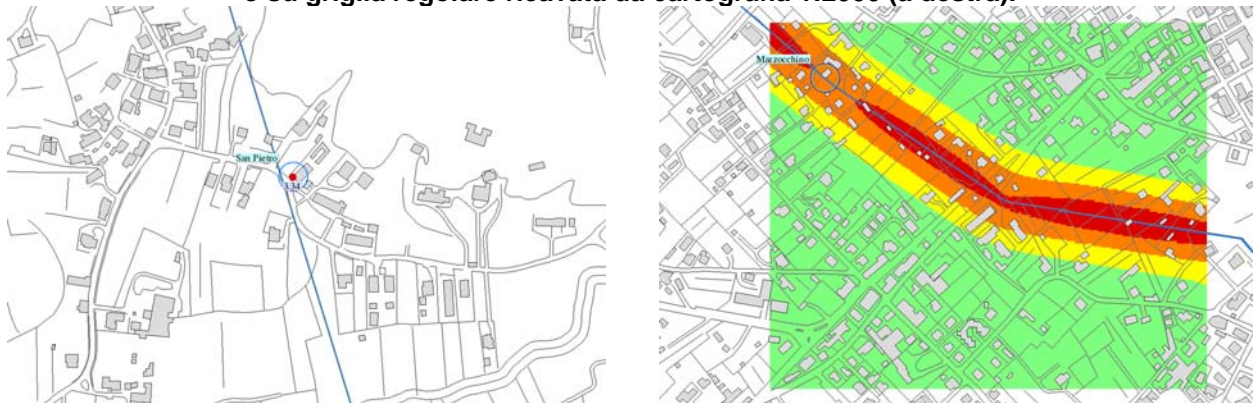 e su griglia regolare ricavata da cartografia 1:2000 (a destra).
San Pietro
3.34
Marzocchino